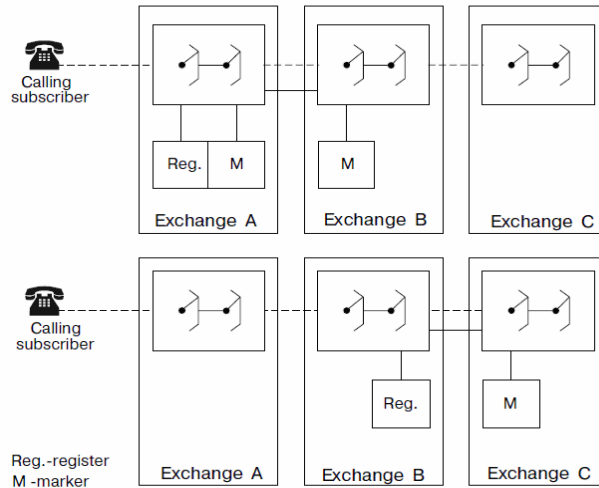 Calling
subscriber
Reg. M
M
Exchange A
Exchange B
Exchange C
Calling
subscriber
Reg.
M
Reg.-register
M -marker
Exchange A
Exchange B
Exchange C